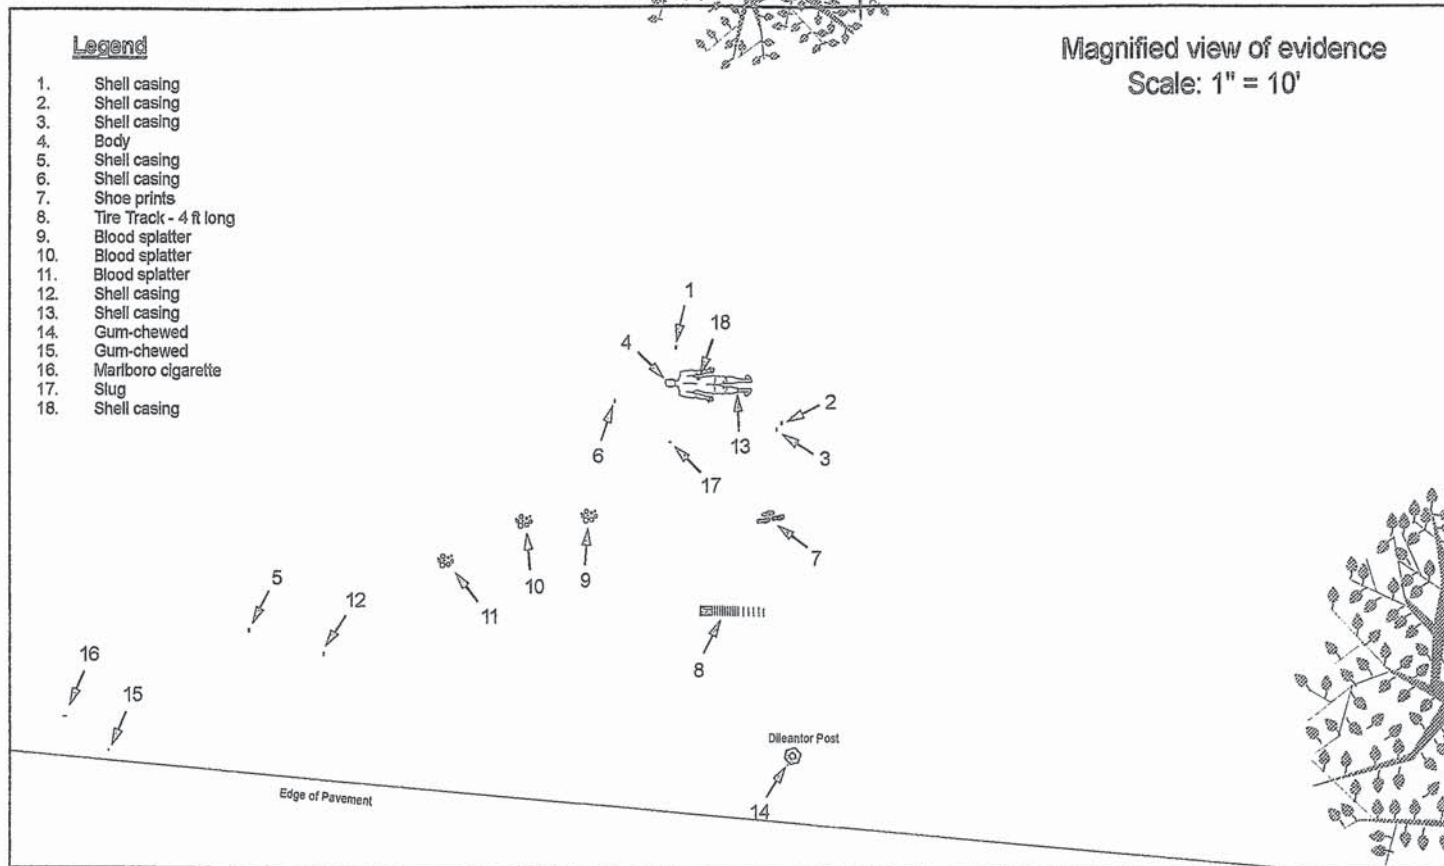 Legend
1. Shell casing
2. Shell casing
3. Shell casing
4. Body
5. Shell casing
6. Shell casing
7. Shoe prints
8. Tire Track - 4 ft long
9. Blood splatter
10. Blood splatter
11. Blood splatter
12. Shell casing
13. Shell casing
14. Gum-chewed
15. Gum-chewed
16. Marlboro cigarette
17. Slug
18. Shell casing
Magnified view of evidence
Scale: 1" = 10'
1
18
4
2
13
3
6
17
7
10
9
5
12
11
16
8
15
Dileantor Post
Edge of Pavement
14